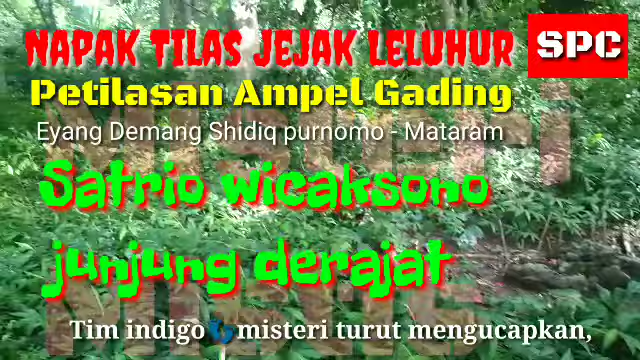 NAPAK TILAS JEJAK LELUHUR
SPC
Petilasan Ampel Gading
Eyang Demang Shidiq purnomo - Mataram
Satrio wicaksono
junjung derajat
Tim indigo👣misteri turut mengucapkan,